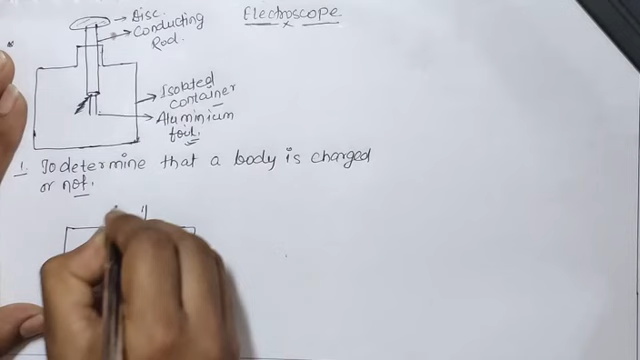 Electroscope
Disc.
Conducting
Rod.
Isolated
container
Aluminium
foil.
1. To determine that a body is charged
or not.